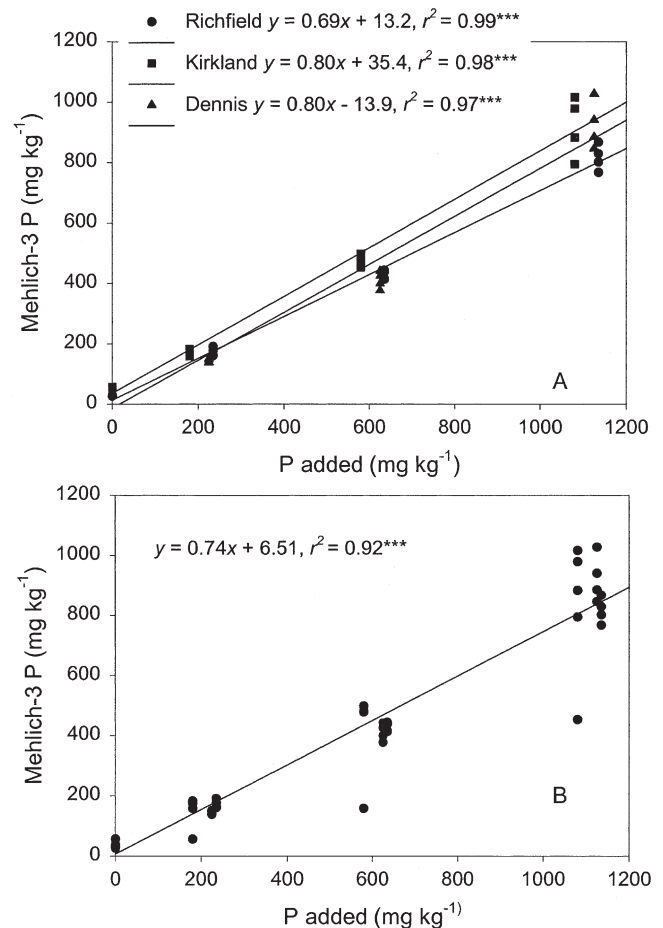 Richfield y = 0.69x + 13.2, r² = 0.99***
Kirkland y = 0.80x + 35.4, r² = 0.98***
Dennis y = 0.80x - 13.9, r² = 0.97***
1200
1000
800
600
400
200
0
Mehlich-3 P (mg kg⁻¹)
A
0 200 400 600 800 1000 1200
P added (mg kg⁻¹)
1200
1000
800
600
400
200
0
Mehlich-3 P (mg kg⁻¹)
y = 0.74x + 6.51, r² = 0.92***
B
0 200 400 600 800 1000 1200
P added (mg kg⁻¹⁾